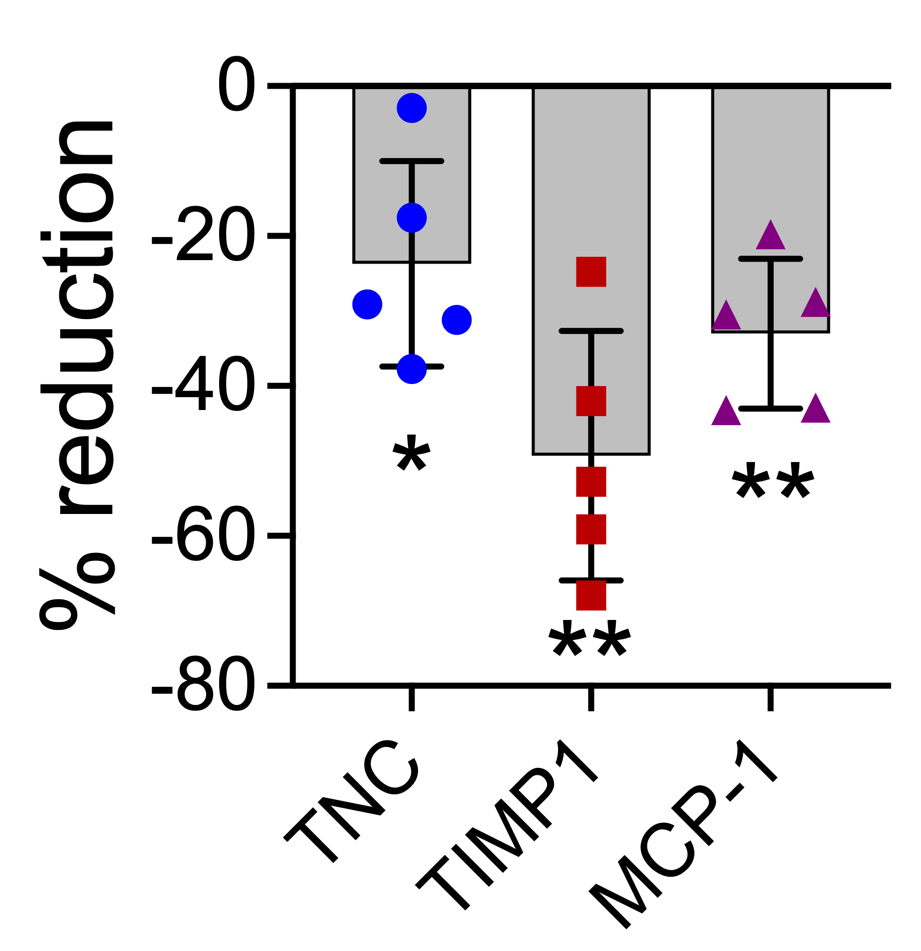 % reduction
0
-20
-40
-60
-80
*
**
**
TNC
TIMP1
MCP-1